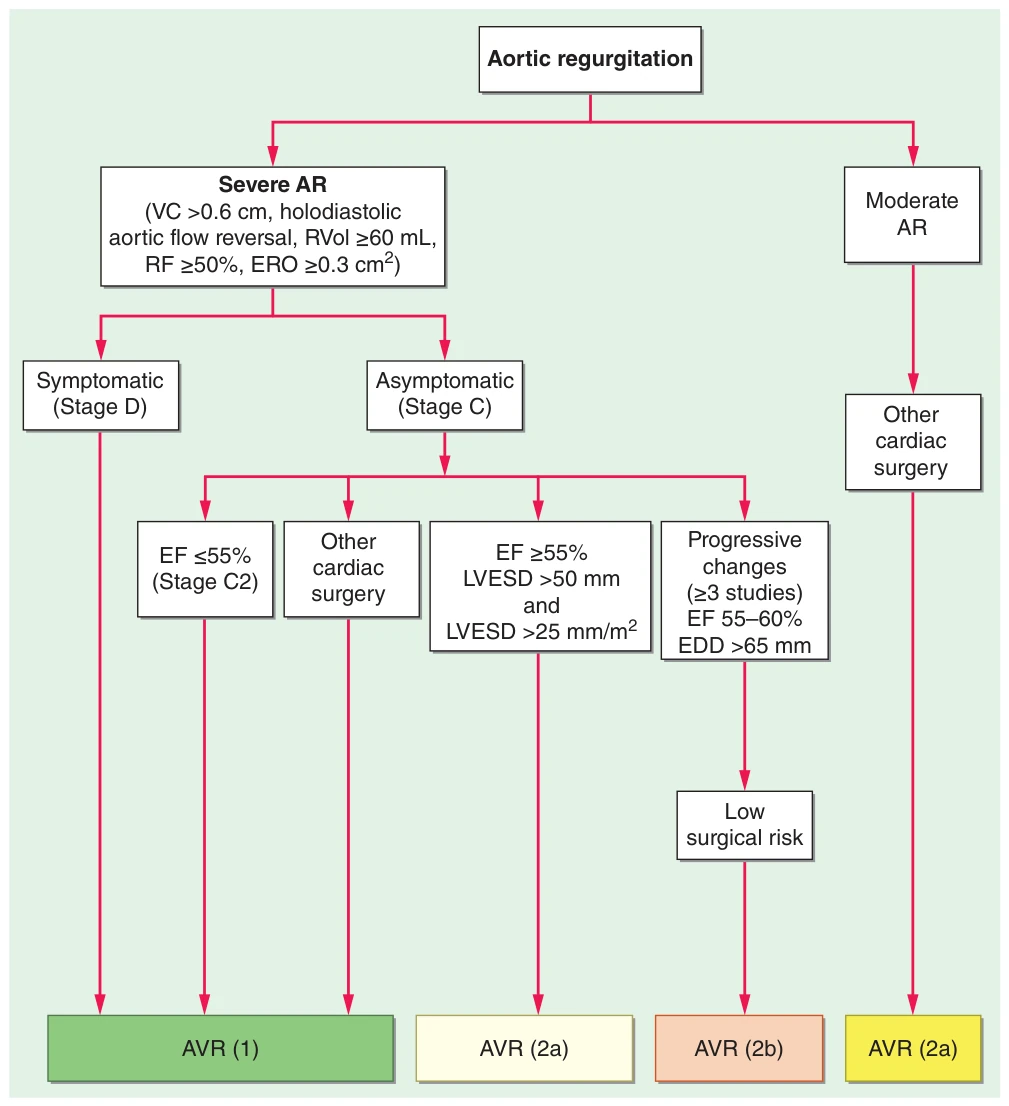 Aortic regurgitation
Severe AR
(VC >0.6 cm, holodiastolic
aortic flow reversal, RVol ≥60 mL,
RF ≥50%, ERO ≥0.3 cm²)
Moderate
AR
Symptomatic
(Stage D)
Asymptomatic
(Stage C)
Other
cardiac
surgery
EF ≤55%
(Stage C2)
Other
cardiac
surgery
EF ≥55%
LVESD >50 mm
and
LVESD >25 mm/m²
Progressive
changes
(≥3 studies)
EF 55–60%
EDD >65 mm
Low
surgical risk
AVR (1)
AVR (2a)
AVR (2b)
AVR (2a)